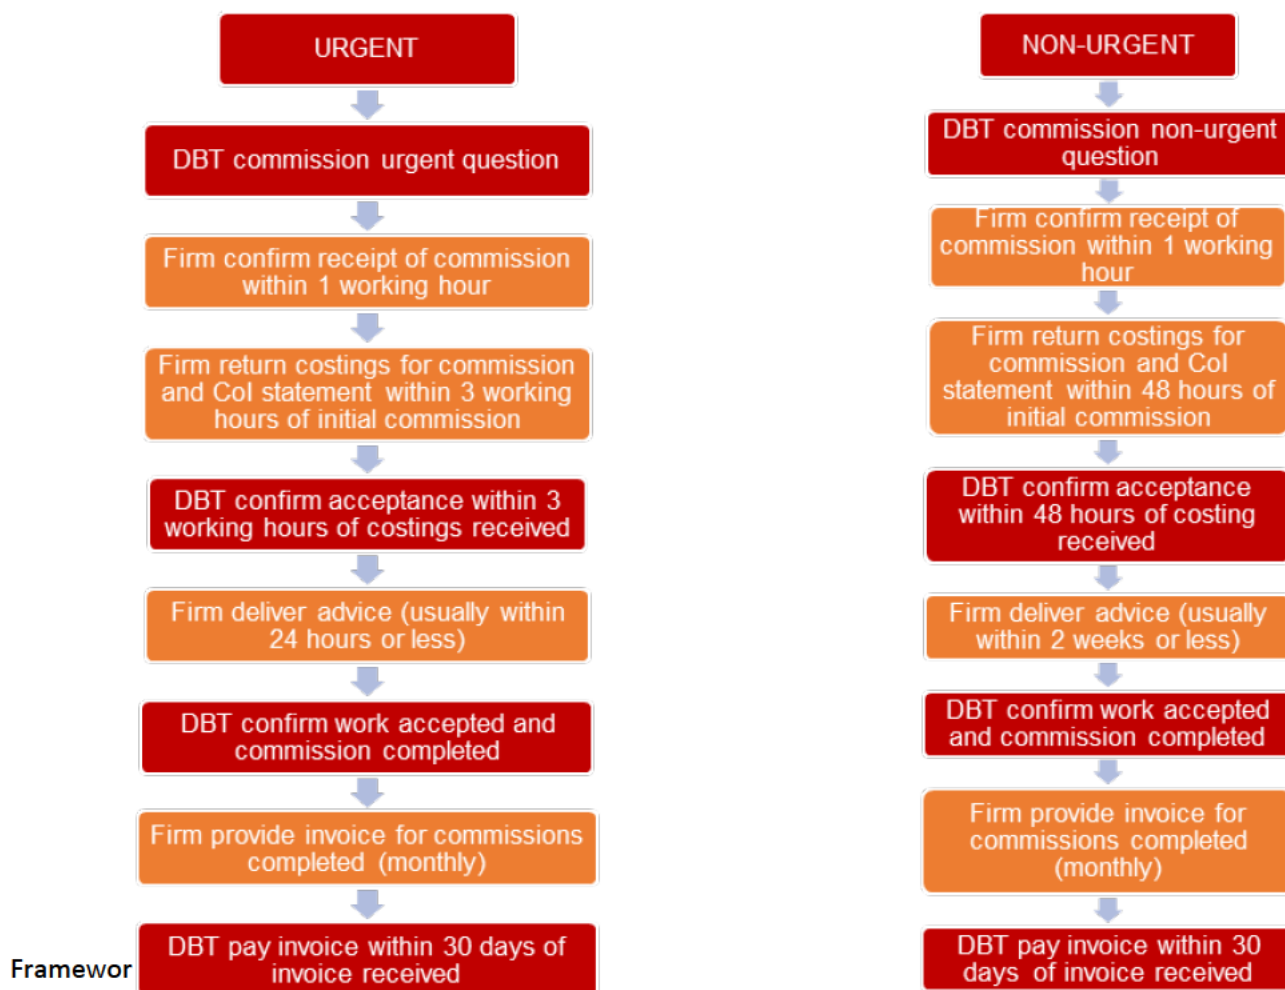 URGENT
DBT commission urgent question
Firm confirm receipt of commission
within 1 working hour
Firm return costings for commission
and CoI statement within 3 working
hours of initial commission
DBT confirm acceptance within 3
working hours of costings received
Firm deliver advice (usually within
24 hours or less)
DBT confirm work accepted and
commission completed
Firm provide invoice for commissions
completed (monthly)
DBT pay invoice within 30 days of
invoice received
Framewor
NON-URGENT
DBT commission non-urgent
question
Firm confirm receipt of
commission within 1 working
hour
Firm return costings for
commission and CoI
statement within 48 hours of
initial commission
DBT confirm acceptance
within 48 hours of costing
received
Firm deliver advice (usually
within 2 weeks or less)
DBT confirm work accepted
and commission completed
Firm provide invoice for
commissions completed
(monthly)
DBT pay invoice within 30
days of invoice received